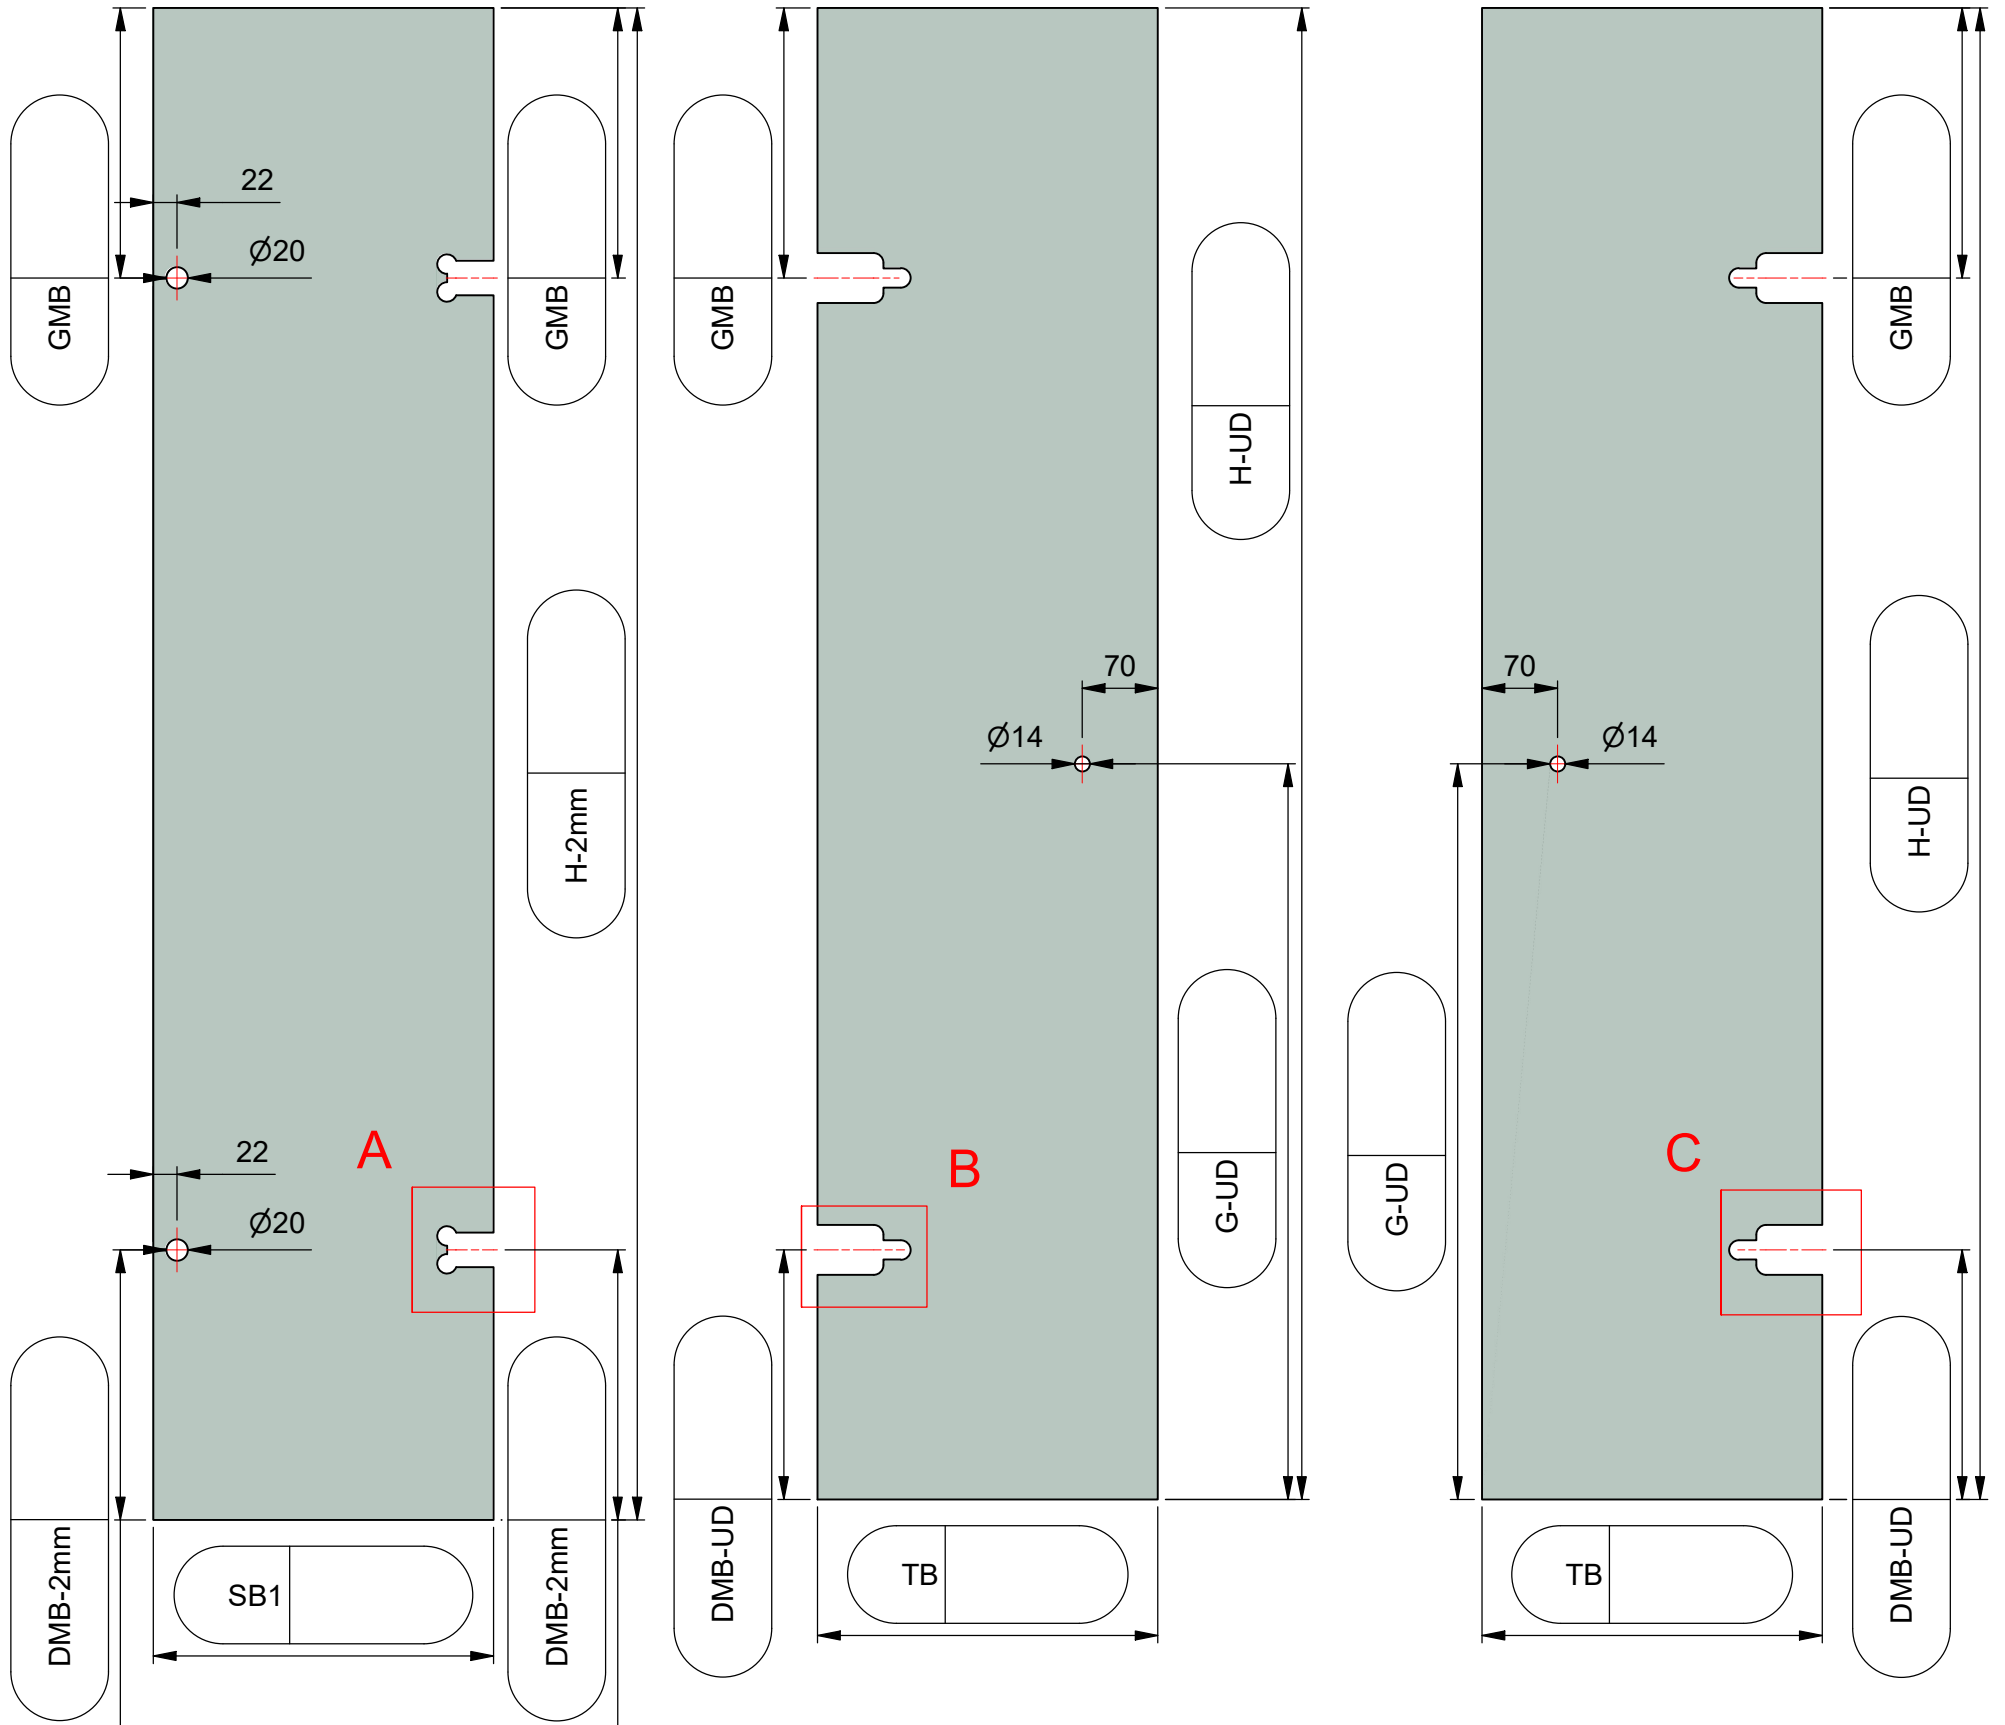 22
Ø20
GMB
GMB
H-2mm
22
A
Ø20
DMB-2mm
SB1
DMB-2mm
GMB
H-UD
70
Ø14
B
G-UD
DMB-UD
TB
GMB
70
Ø14
H-UD
C
G-UD
TB
DMB-UD